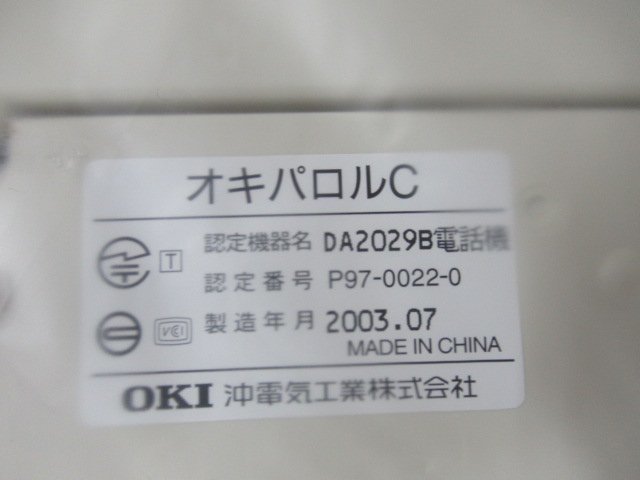 オキパロルC
認定機器名 DA2029B電話機
T
認定番号 P97-0022-0
VCI
製造年月 2003.07
MADE IN CHINA
OKI 沖電気工業株式会社